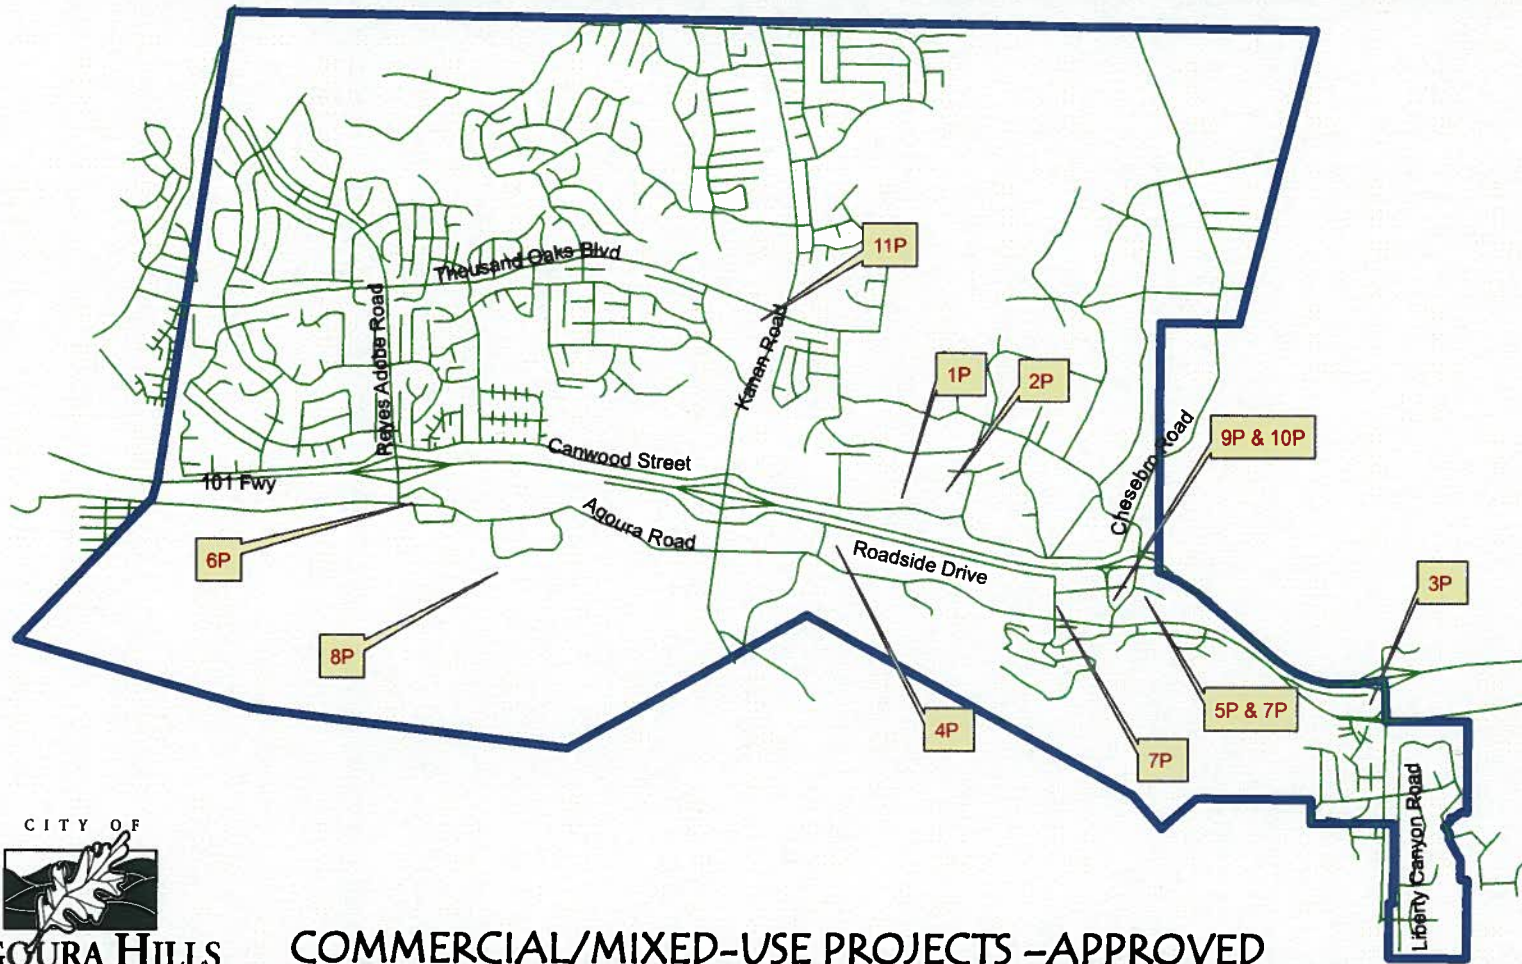 11P
Thousand Oaks Blvd
Reyes Adobe Road
Kanan Road
1P
2P
9P & 10P
Chesebro Road
Canwood Street
101 Fwy
Agoura Road
Roadside Drive
6P
3P
8P
5P & 7P
4P
7P
Liberty Canyon Road
CITY OF
GOURA HILLS
COMMERCIAL/MIXED-USE PROJECTS -APPROVED